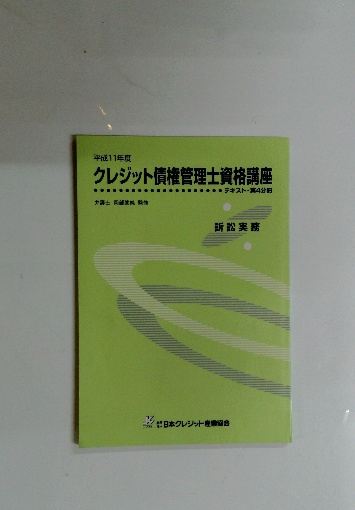 平成11年度
クレジット債権管理士資格講座
テキスト・第4分冊
弁護士
訴訟実務
日本クレジット産業協会